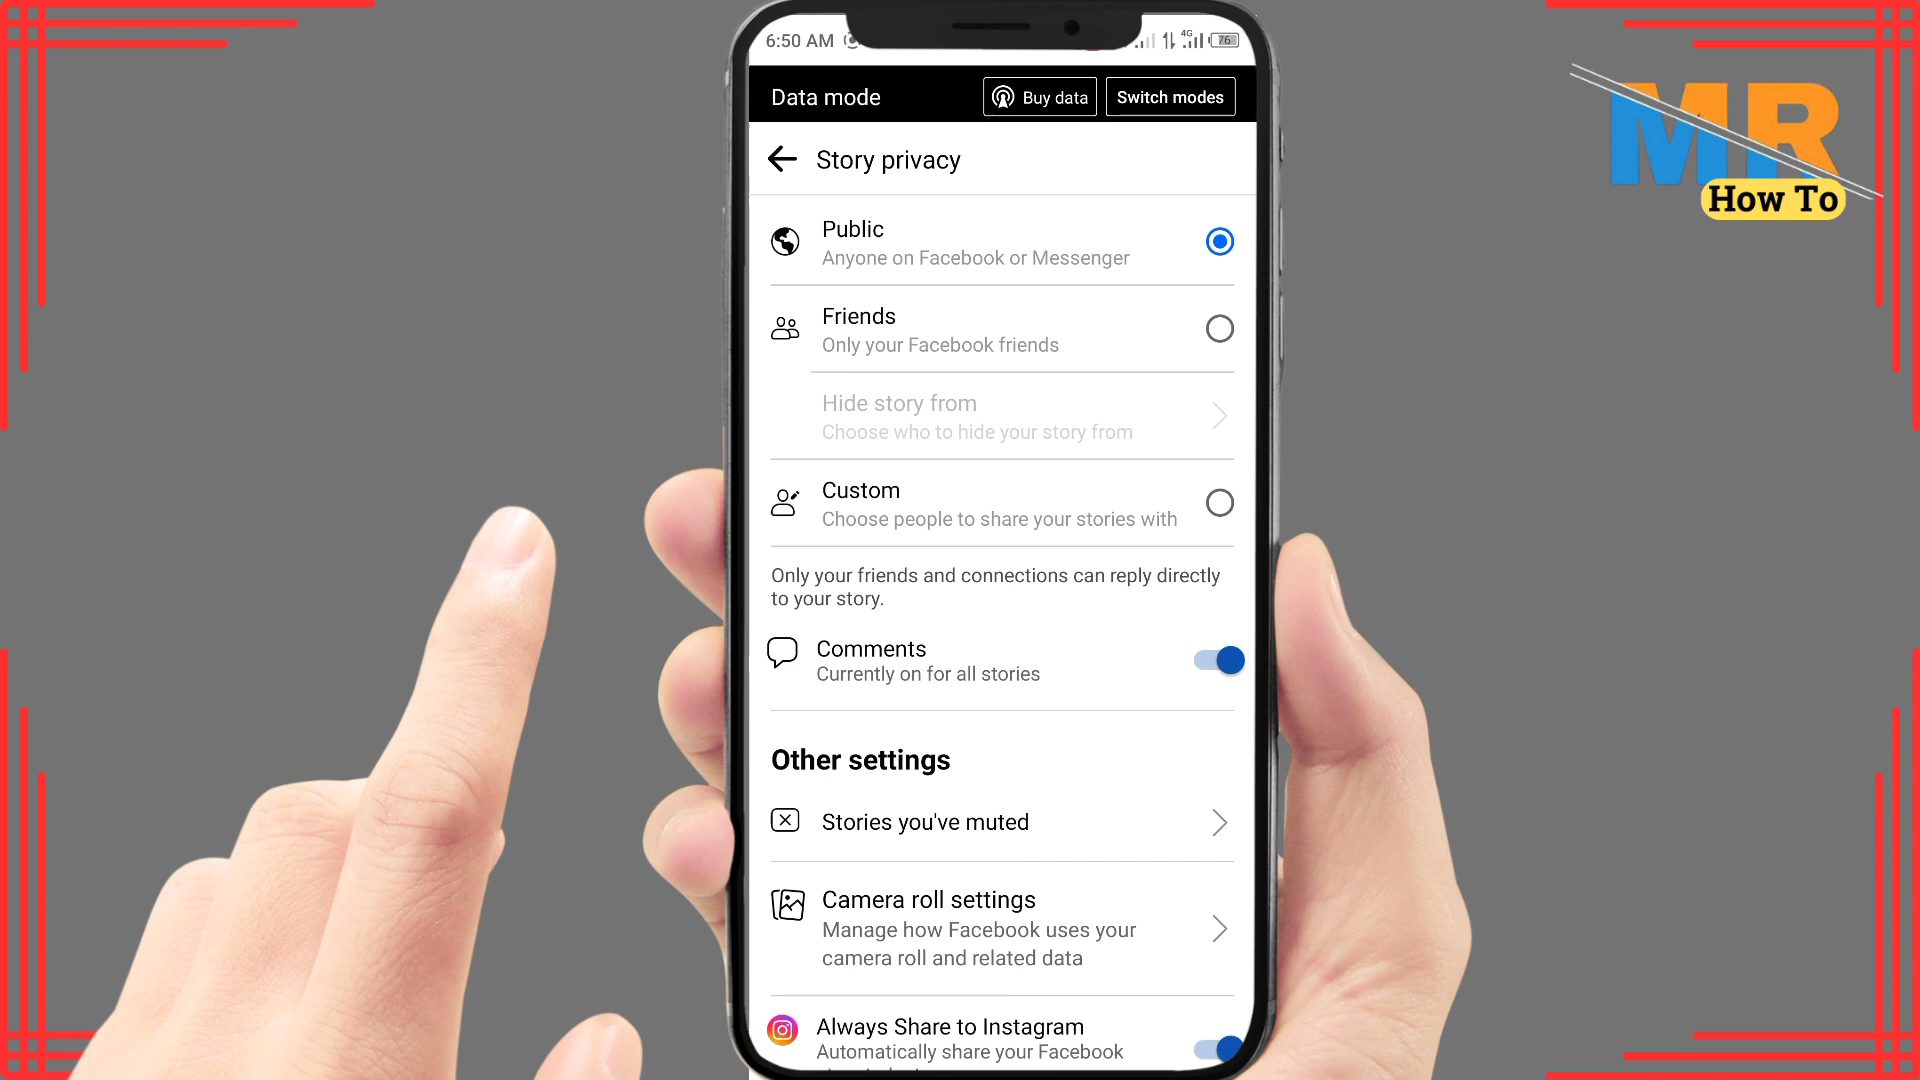 6:50 AM
4G
76
Data mode
Buy data
Switch modes
Story privacy
Public
Anyone on Facebook or Messenger
Friends
Only your Facebook friends
Hide story from
Choose who to hide your story from
Custom
Choose people to share your stories with
Only your friends and connections can reply directly
to your story.
Comments
Currently on for all stories
Other settings
Stories you've muted
Camera roll settings
Manage how Facebook uses your
camera roll and related data
Always Share to Instagram
Automatically share your Facebook
MR
How To